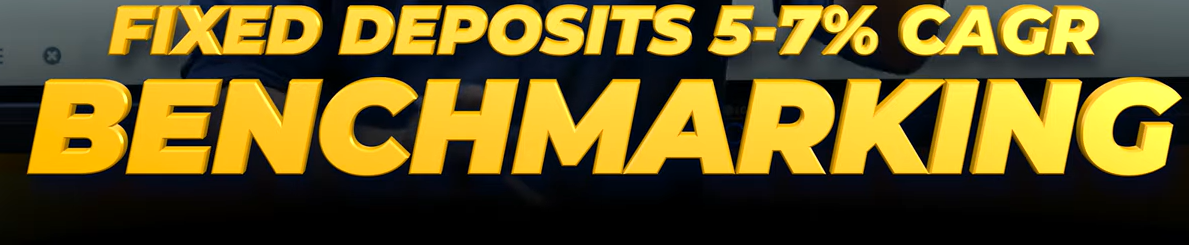 FIXED DEPOSITS 5-7% CAGR
BENCHMARKING